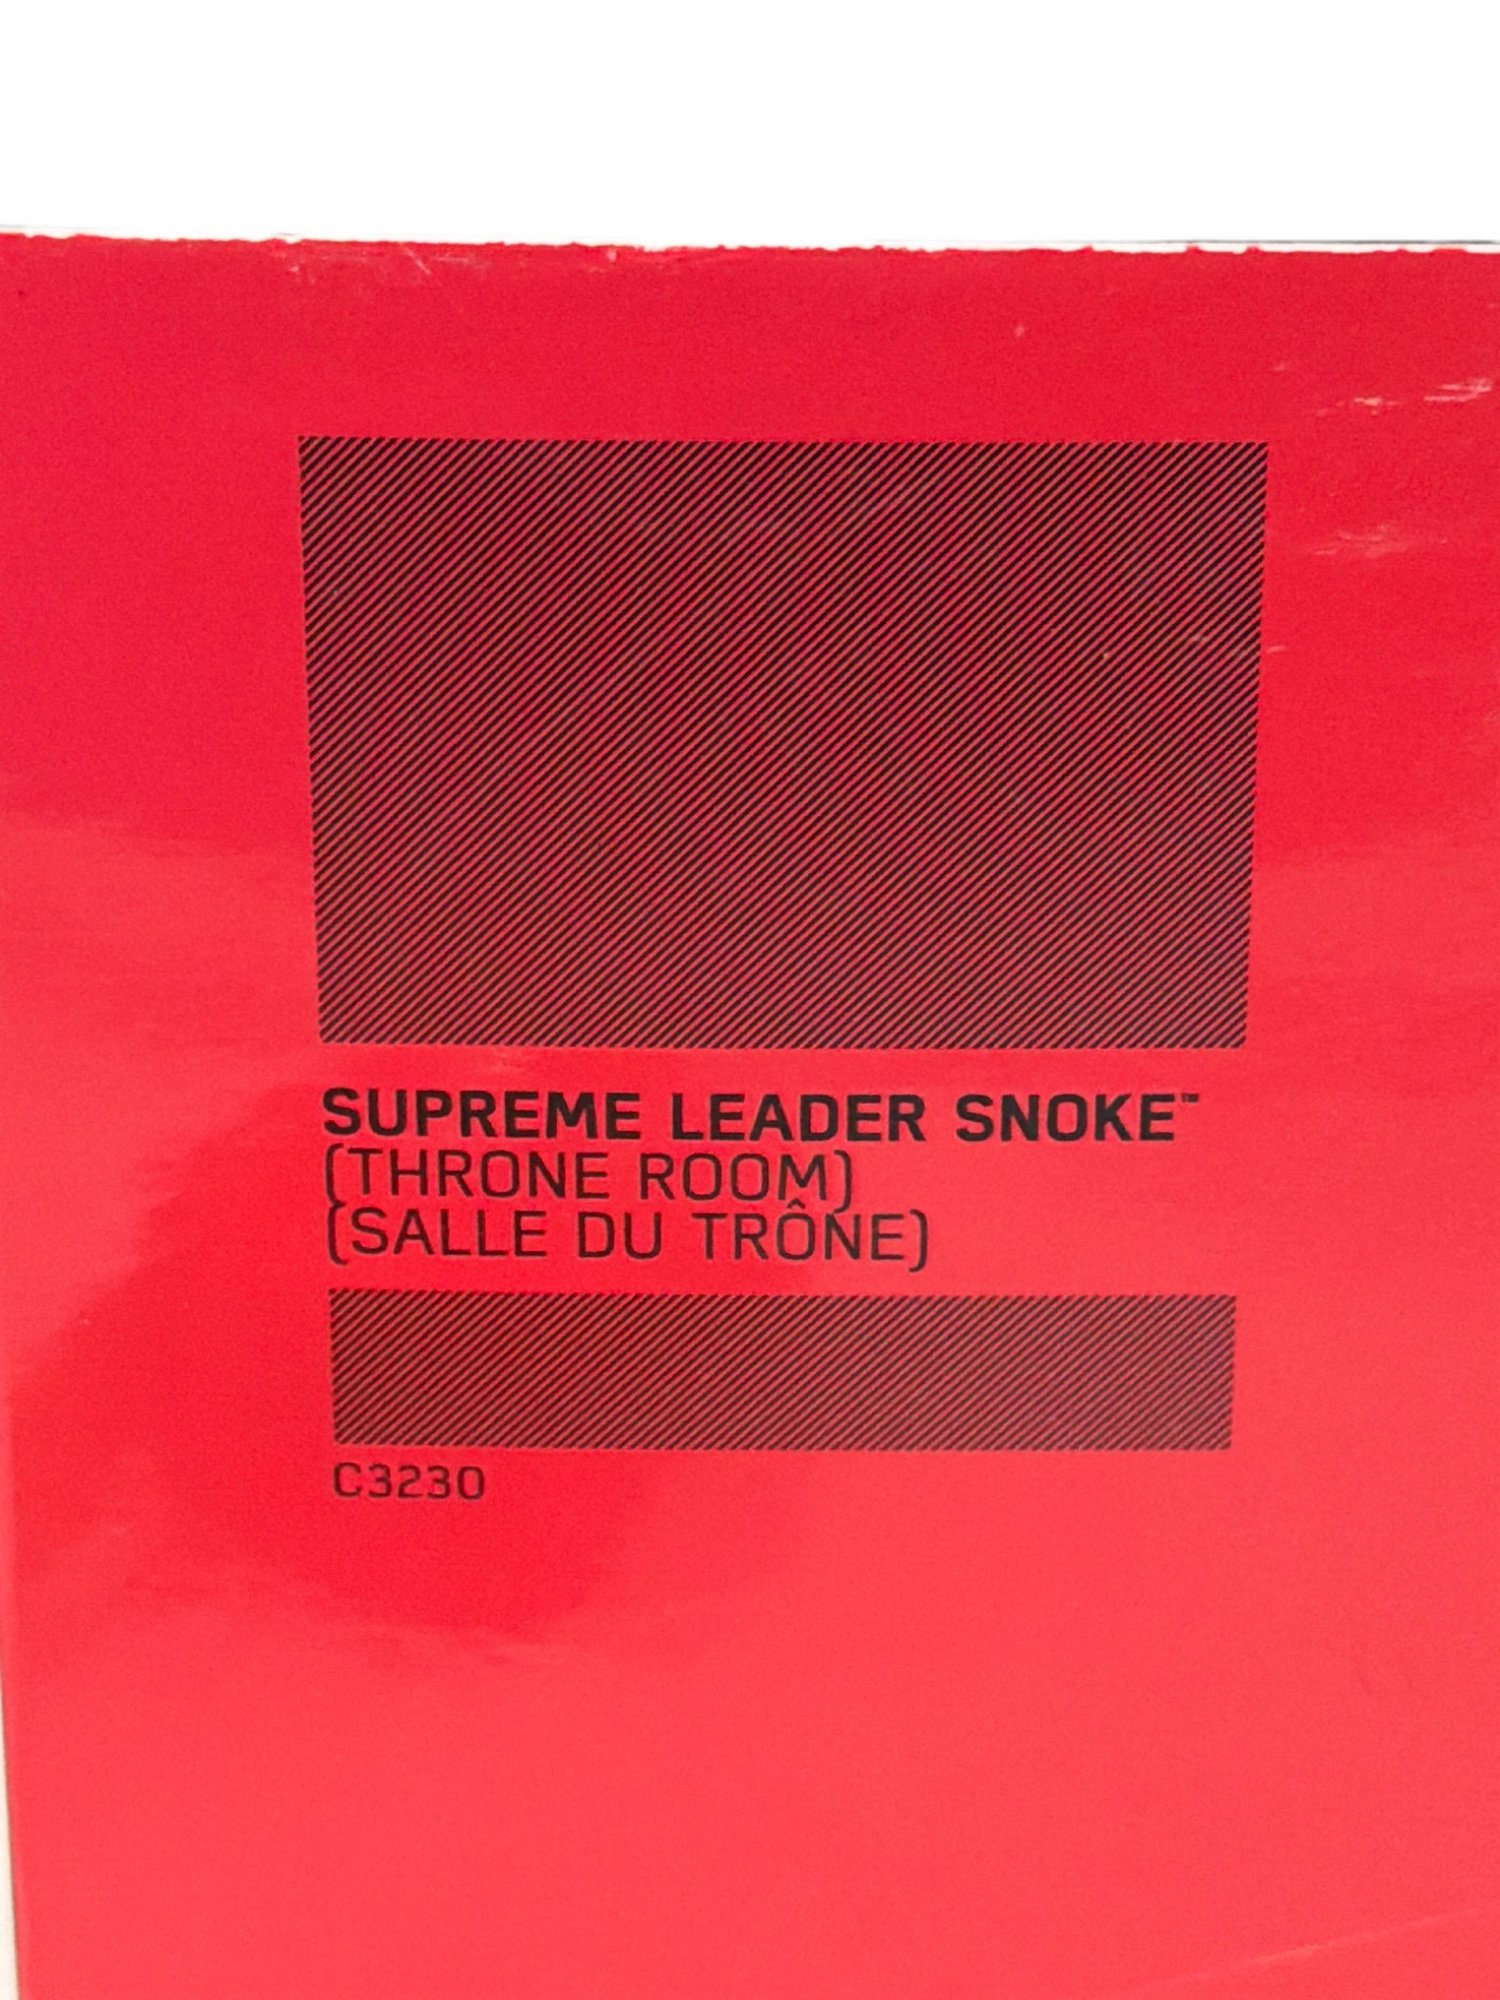 SUPREME LEADER SNOKE™
(THRONE ROOM)
(SALLE DU TRÔNE)
C3230